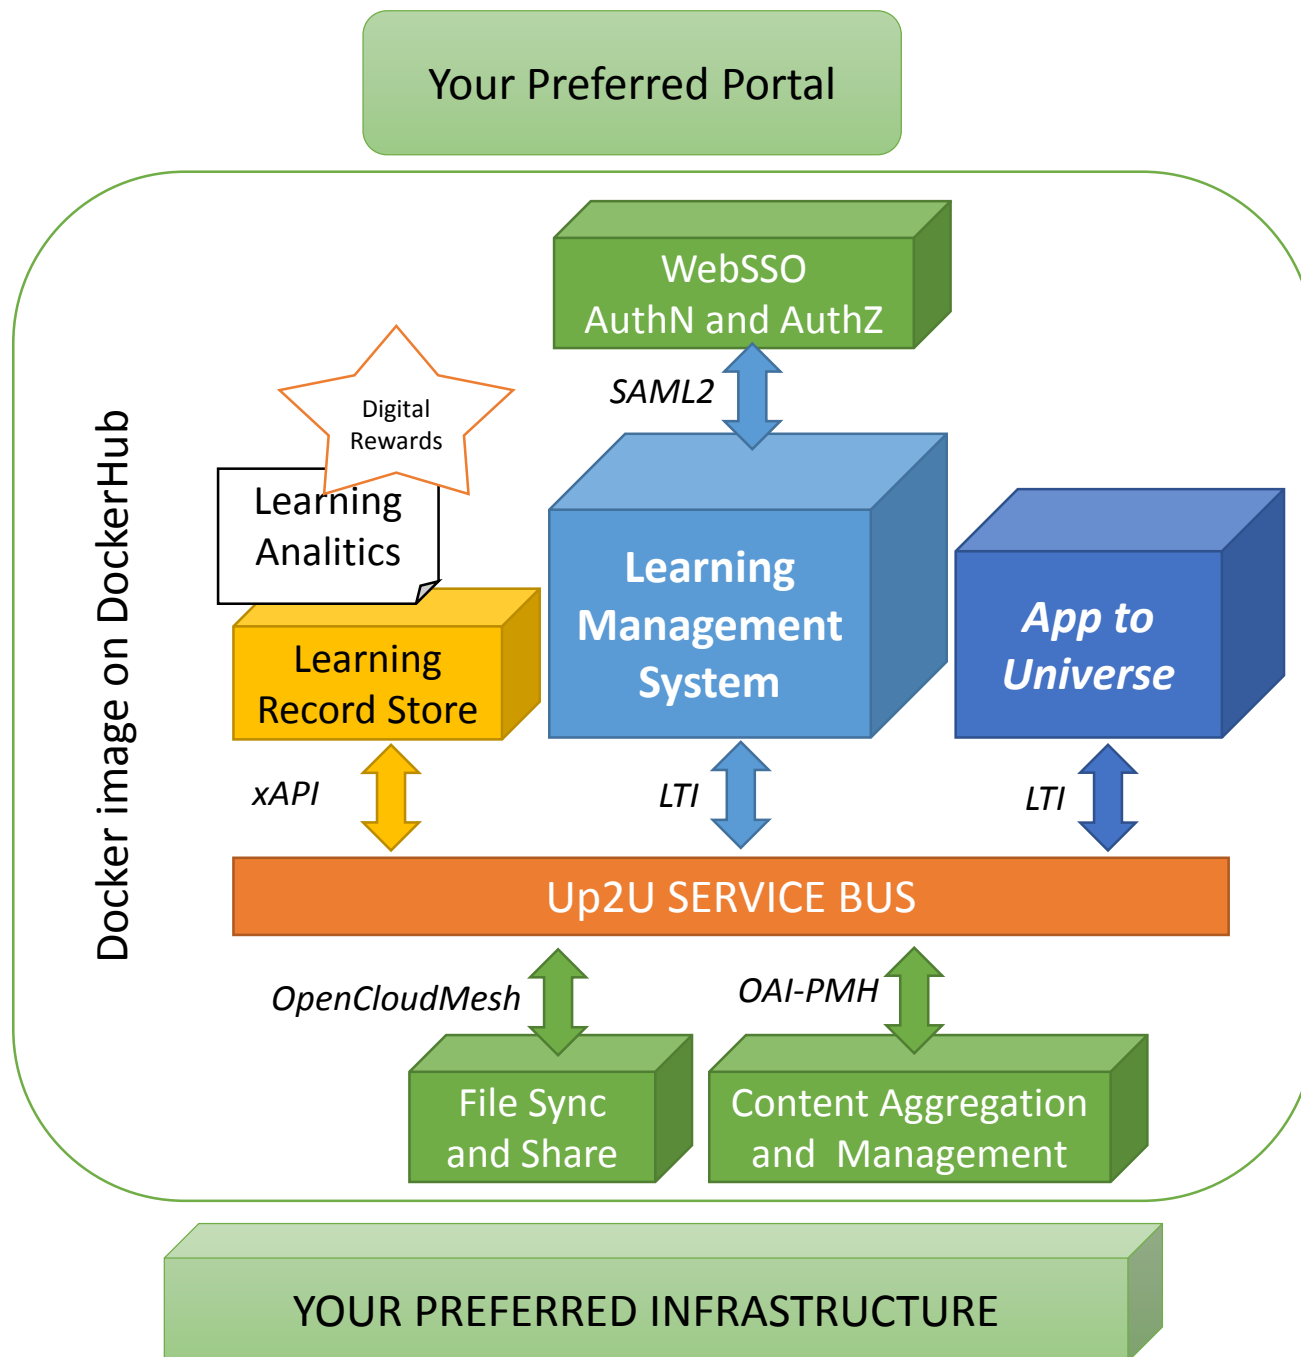 Your Preferred Portal
WebSSO
AuthN and AuthZ
SAML2
Digital
Rewards
Learning
Analitics
Learning
Record Store
Learning
Management
System
App to
Universe
Docker image on DockerHub
xAPI
LTI
LTI
Up2U SERVICE BUS
OpenCloudMesh
OAI-PMH
File Sync
and Share
Content Aggregation
and  Management
YOUR PREFERRED INFRASTRUCTURE